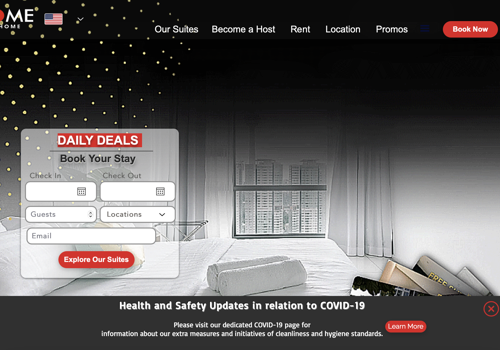 OME
HOME
Our Suites Become a Host Rent Location Promos Book Now
DAILY DEALS
Book Your Stay
Check In Check Out
Guests Locations
Email
Explore Our Suites
Health and Safety Updates in relation to COVID-19
Please visit our dedicated COVID-19 page for
information about our extra measures and initiatives of cleanliness and hygiene standards.
Learn More